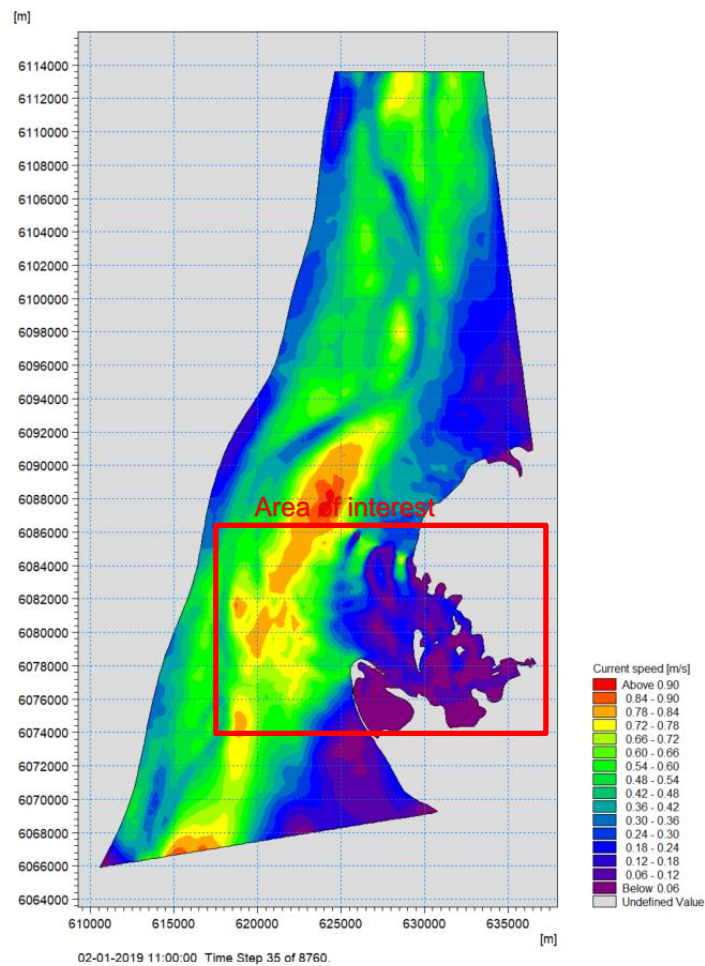 [m]
6114000
6112000
6110000
6108000
6106000
6104000
6102000
6100000
6098000
6096000
6094000
6092000
6090000
6088000
Area of interest
6086000
6084000
6082000
6080000
6078000
6076000
6074000
6072000
6070000
6068000
6066000
6064000
610000 615000 620000 625000 630000 635000
[m]
02-01-2019 11:00:00 Time Step 35 of 8760.
Current speed [m/s]
Above 0.90
0.84 - 0.90
0.78 - 0.84
0.72 - 0.78
0.66 - 0.72
0.60 - 0.66
0.54 - 0.60
0.48 - 0.54
0.42 - 0.48
0.36 - 0.42
0.30 - 0.36
0.24 - 0.30
0.18 - 0.24
0.12 - 0.18
0.06 - 0.12
Below 0.06
Undefined Value